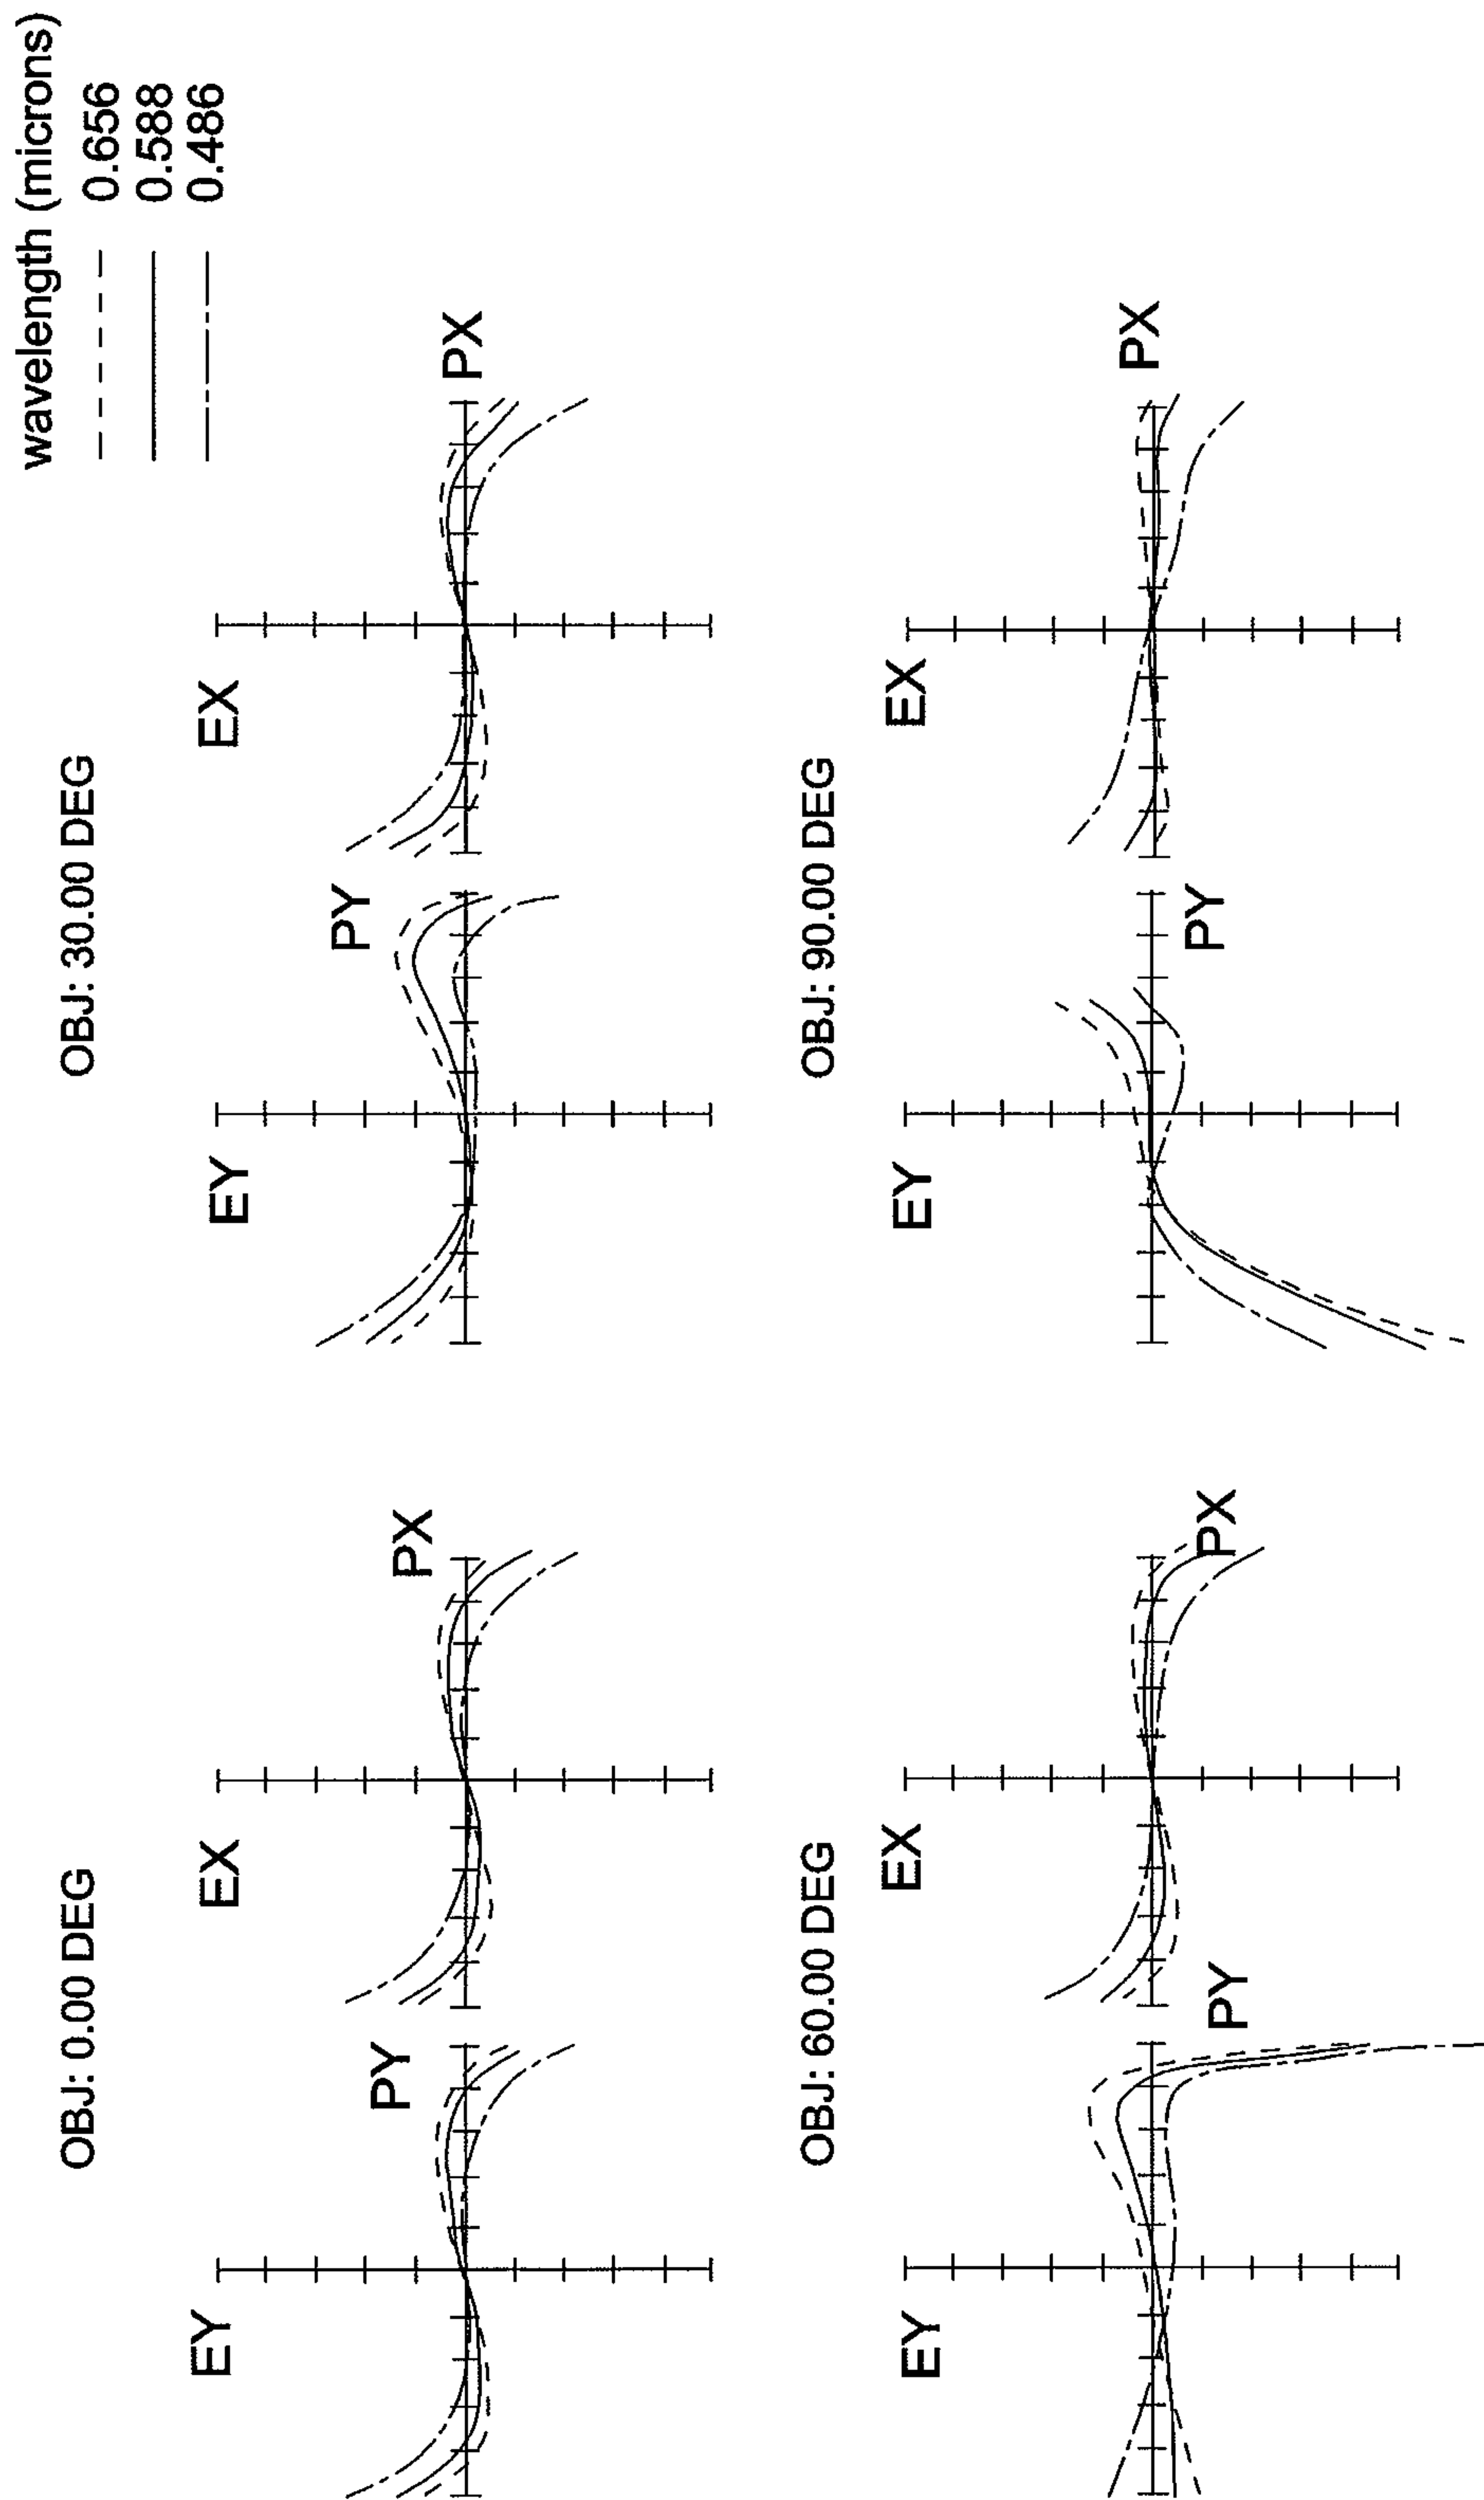 wavelength (microns)
0.656
0.588
0.486
OBJ: 0.00 DEG
EY
PY
EX
PX
OBJ: 30.00 DEG
EY
PY
EX
PX
OBJ: 60.00 DEG
EY
PY
EX
PX
OBJ: 90.00 DEG
EY
PY
EX
PX